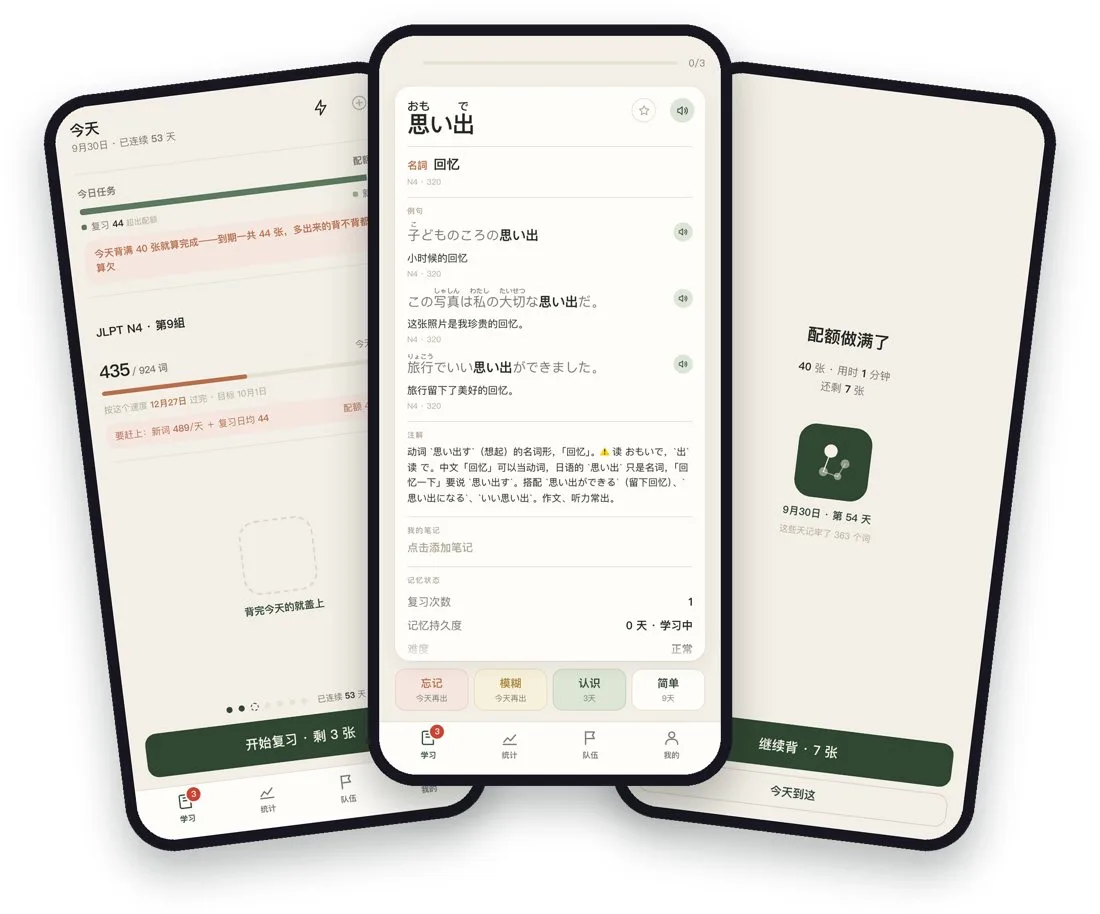 今天
9月30日 · 已连续 53 天
配额
今日任务
复习 44 超出配额
今天背满 40 张就算完成——到期一共 44 张，多出来的背不背都
算欠
JLPT N4 · 第9组
435 / 924 词
今天
按这个速度 12月27日 过完 · 目标 10月1日
要赶上：新词 489/天 ＋ 复习日均 44
配额 4
背完今天的就盖上
已连续 53 天
开始复习 · 剩 3 张
3
学习
统计
队伍
我的
0/3
おも で
思い出
名詞 回忆
N4 · 320
例句
こ
子どものころの思い出
小时候的回忆
N4 · 320
しゃしん わたし たいせつ
この写真は私の大切な思い出だ。
这张照片是我珍贵的回忆。
N4 · 320
りょこう
旅行でいい思い出ができました。
旅行留下了美好的回忆。
N4 · 320
注解
动词 `思い出す`（想起）的名词形，「回忆」。⚠️ 读 おもいで，`出`
读 で。中文「回忆」可以当动词，日语的 `思い出` 只是名词，「回
忆一下」要说 `思い出す`。搭配 `思い出ができる`（留下回忆）、`
思い出になる`、`いい思い出`。作文、听力常出。
我的笔记
点击添加笔记
记忆状态
复习次数 1
记忆持久度 0 天 · 学习中
难度 正常
忘记
今天再出
模糊
今天再出
认识
3天
简单
9天
3
学习
统计
队伍
我的
配额做满了
40 张 · 用时 1 分钟
还剩 7 张
9月30日 · 第 54 天
这些天记牢了 363 个词
继续背 · 7 张
今天到这